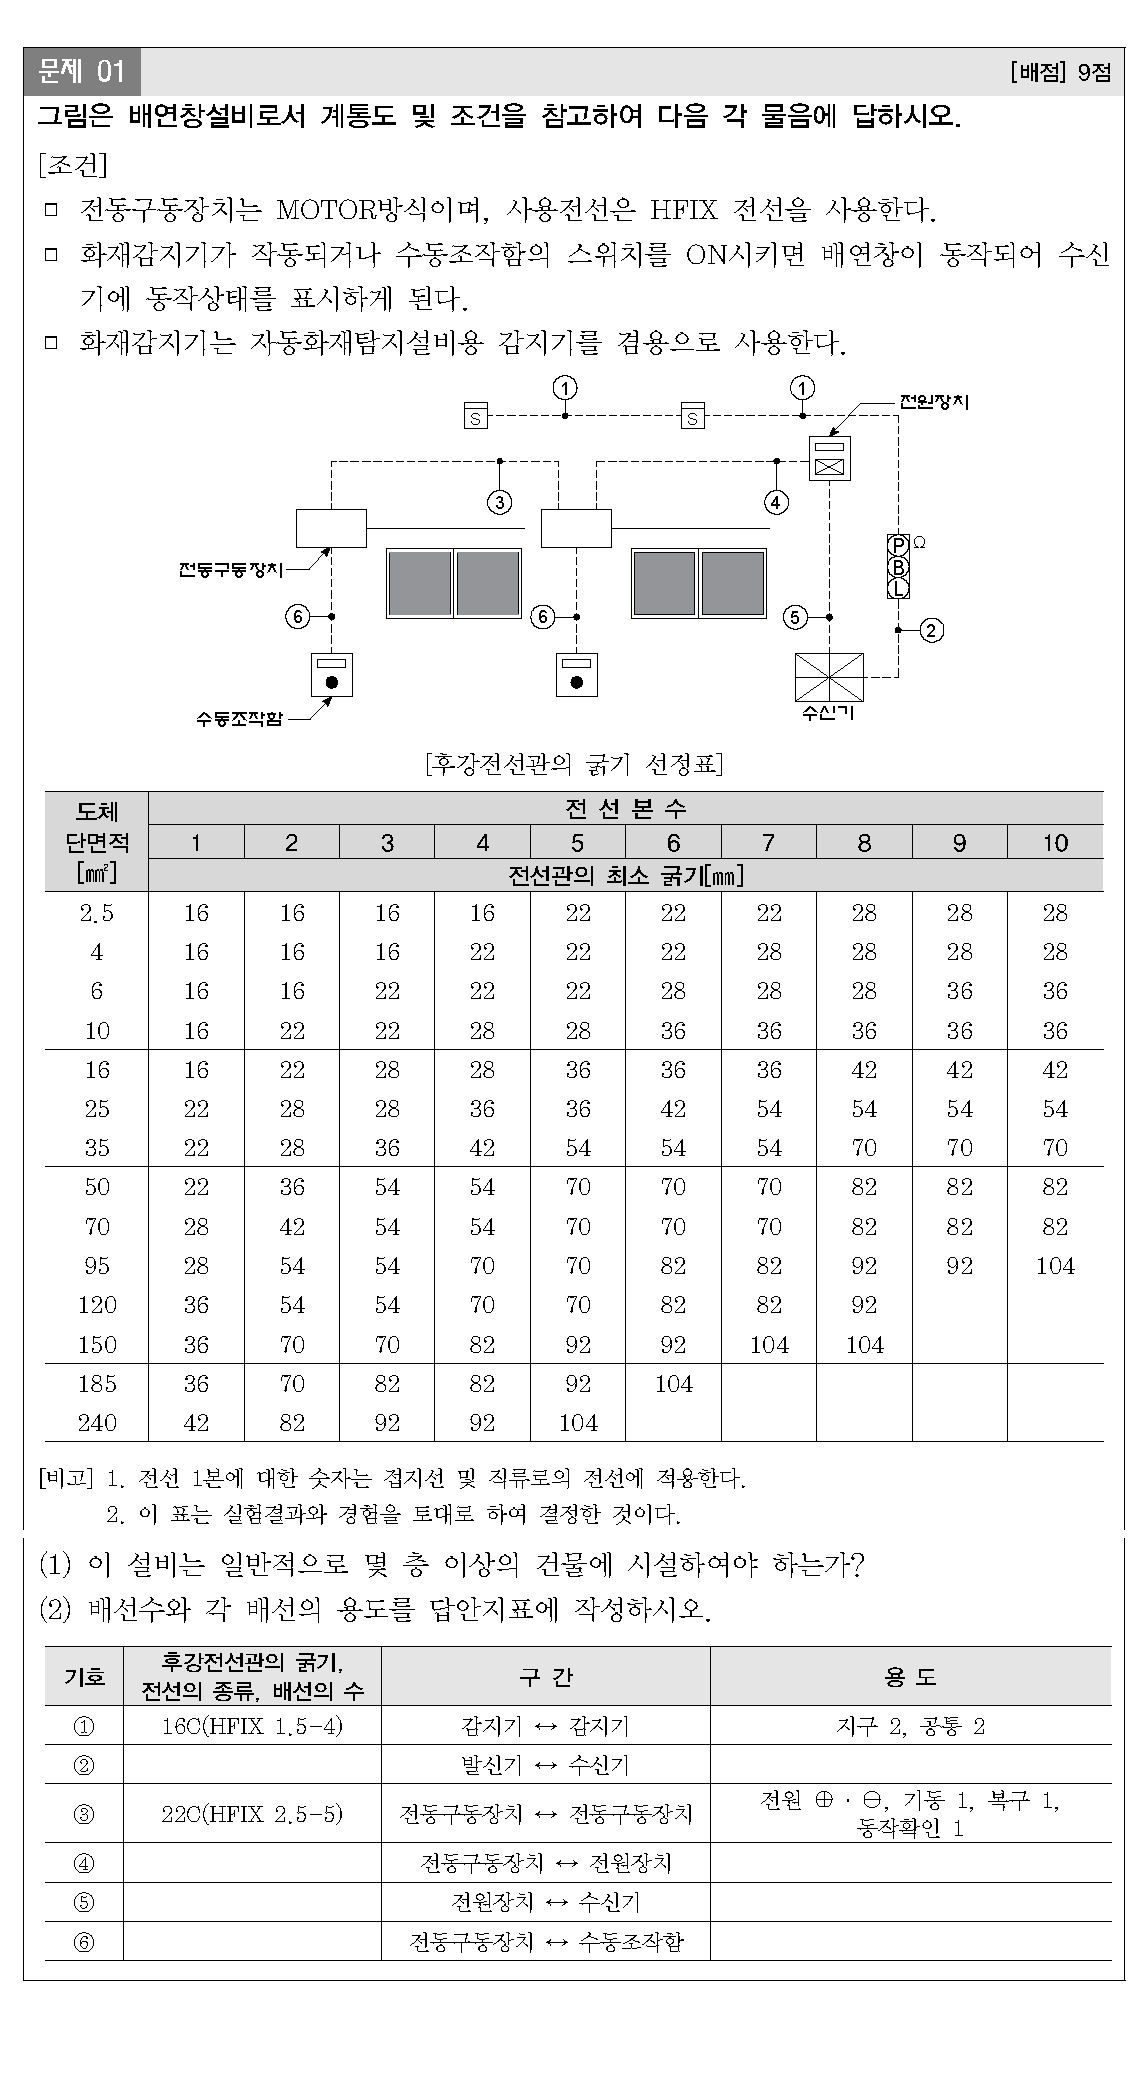 문제 01
[배점] 9점
그림은 배연창설비로서 계통도 및 조건을 참고하여 다음 각 물음에 답하시오.
[조건]
□ 전동구동장치는 MOTOR방식이며, 사용전선은 HFIX 전선을 사용한다.
□ 화재감지기가 작동되거나 수동조작함의 스위치를 ON시키면 배연창이 동작되어 수신
기에 동작상태를 표시하게 된다.
□ 화재감지기는 자동화재탐지설비용 감지기를 겸용으로 사용한다.
① ①
전원장치
S S
③ ④
P Ω
B
L
전동구동장치
⑥ ⑥ ⑤ ②
수신기
수동조작함
[후강전선관의 굵기 선정표]
도체 단면적 [㎟] 전 선 본 수
1 2 3 4 5 6 7 8 9 10
전선관의 최소 굵기[㎜]
2.5 16 16 16 16 22 22 22 28 28 28
4 16 16 16 22 22 22 28 28 28 28
6 16 16 22 22 22 28 28 28 36 36
10 16 22 22 28 28 36 36 36 36 36
16 16 22 28 28 36 36 36 42 42 42
25 22 28 28 36 36 42 54 54 54 54
35 22 28 36 42 54 54 54 70 70 70
50 22 36 54 54 70 70 70 82 82 82
70 28 42 54 54 70 70 70 82 82 82
95 28 54 54 70 70 82 82 92 92 104
120 36 54 54 70 70 82 82 92
150 36 70 70 82 92 92 104 104
185 36 70 82 82 92 104
240 42 82 92 92 104
[비고] 1. 전선 1본에 대한 숫자는 접지선 및 직류로의 전선에 적용한다.
2. 이 표는 실험결과와 경험을 토대로 하여 결정한 것이다.
(1) 이 설비는 일반적으로 몇 층 이상의 건물에 시설하여야 하는가?
(2) 배선수와 각 배선의 용도를 답안지표에 작성하시오.
기호 후강전선관의 굵기, 전선의 종류, 배선의 수 구 간 용 도
① 16C(HFIX 1.5-4) 감지기 ↔ 감지기 지구 2, 공통 2
② 발신기 ↔ 수신기
③ 22C(HFIX 2.5-5) 전동구동장치 ↔ 전동구동장치 전원 ⊕·⊖, 기동 1, 복구 1, 동작확인 1
④ 전동구동장치 ↔ 전원장치
⑤ 전원장치 ↔ 수신기
⑥ 전동구동장치 ↔ 수동조작함